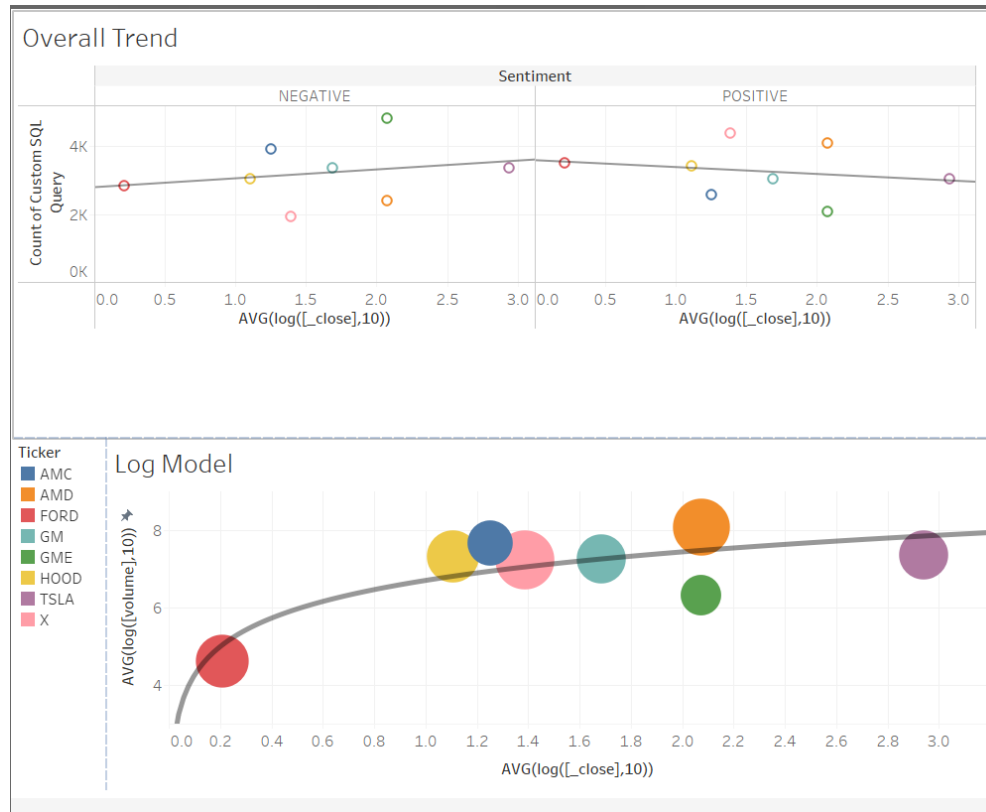 Overall Trend
Sentiment
NEGATIVE POSITIVE
Count of Custom SQL
Query
4K
2K
0K
0.0 0.5 1.0 1.5 2.0 2.5 3.0 0.0 0.5 1.0 1.5 2.0 2.5 3.0
AVG(log([_close],10)) AVG(log([_close],10))
Ticker
AMC
AMD
FORD
GM
GME
HOOD
TSLA
X
Log Model
AVG(log([volume],10))
8
6
4
0.0 0.2 0.4 0.6 0.8 1.0 1.2 1.4 1.6 1.8 2.0 2.2 2.4 2.6 2.8 3.0
AVG(log([_close],10))